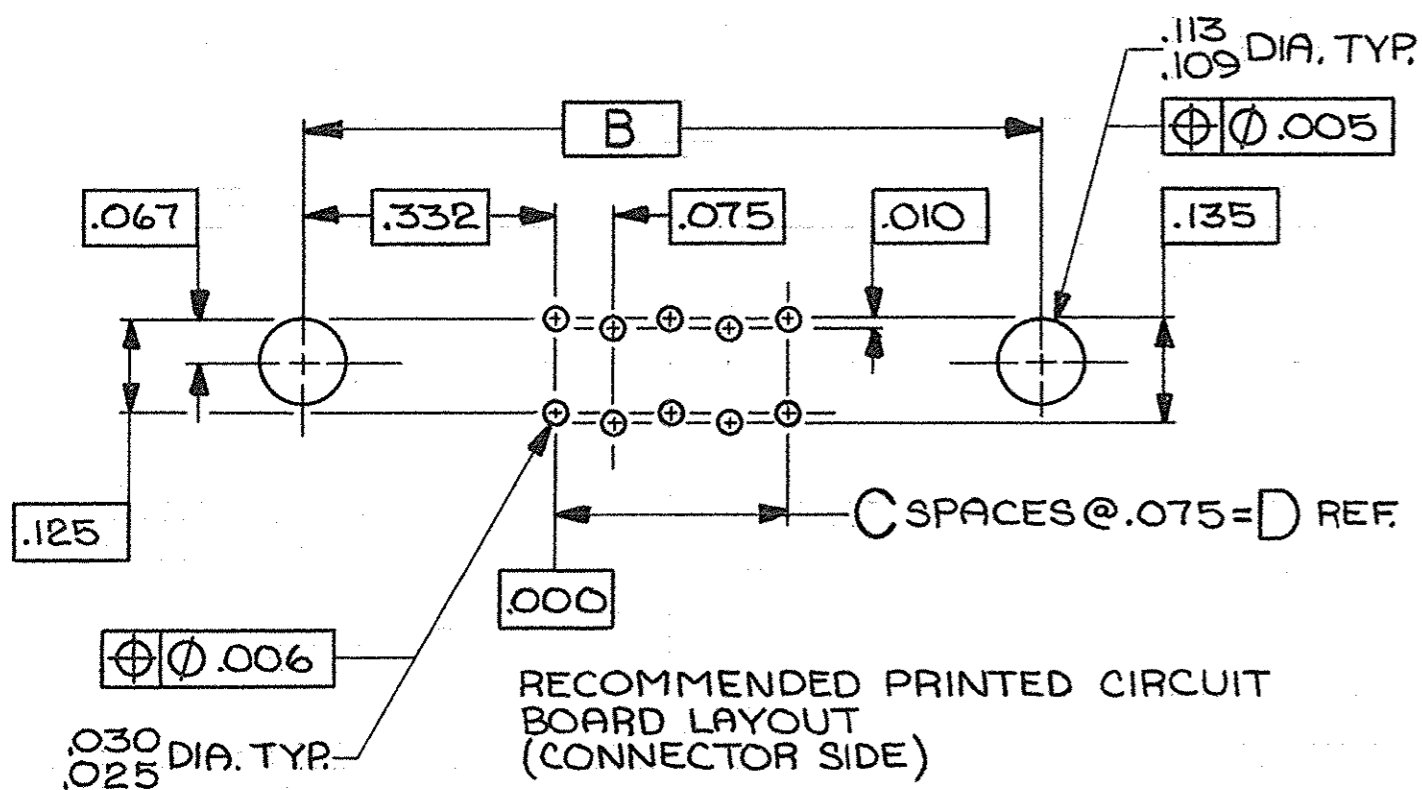 .113
.109 DIA. TYP.
⌖ Ø .005
B
.067
.332
.075
.010
.135
.125
C SPACES @ .075 = D REF.
.000
⌖ Ø .006
.030
.025 DIA. TYP.
RECOMMENDED PRINTED CIRCUIT
BOARD LAYOUT
(CONNECTOR SIDE)